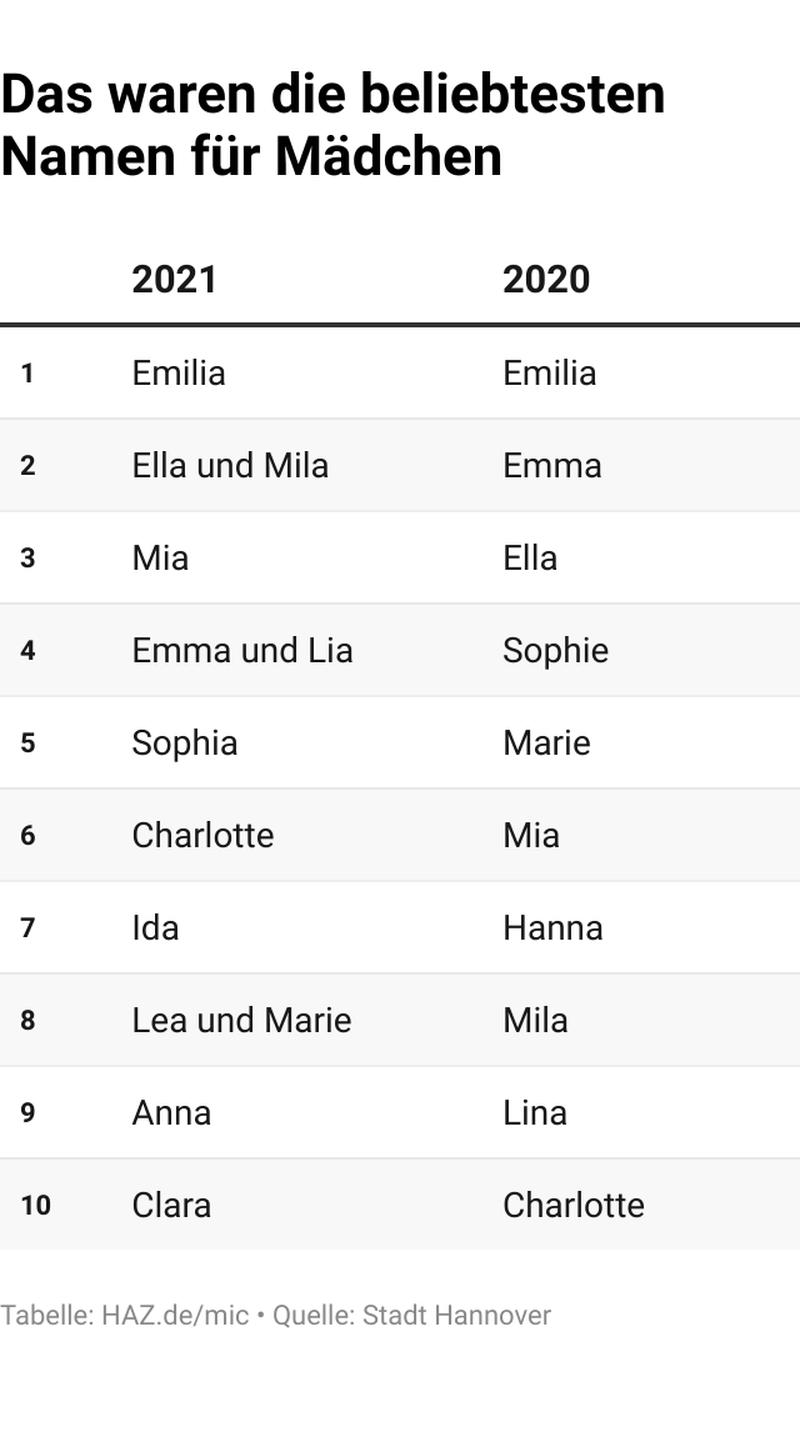 Das waren die beliebtesten
Namen für Mädchen
2021 2020
1 Emilia Emilia
2 Ella und Mila Emma
3 Mia Ella
4 Emma und Lia Sophie
5 Sophia Marie
6 Charlotte Mia
7 Ida Hanna
8 Lea und Marie Mila
9 Anna Lina
10 Clara Charlotte
Tabelle: HAZ.de/mic • Quelle: Stadt Hannover